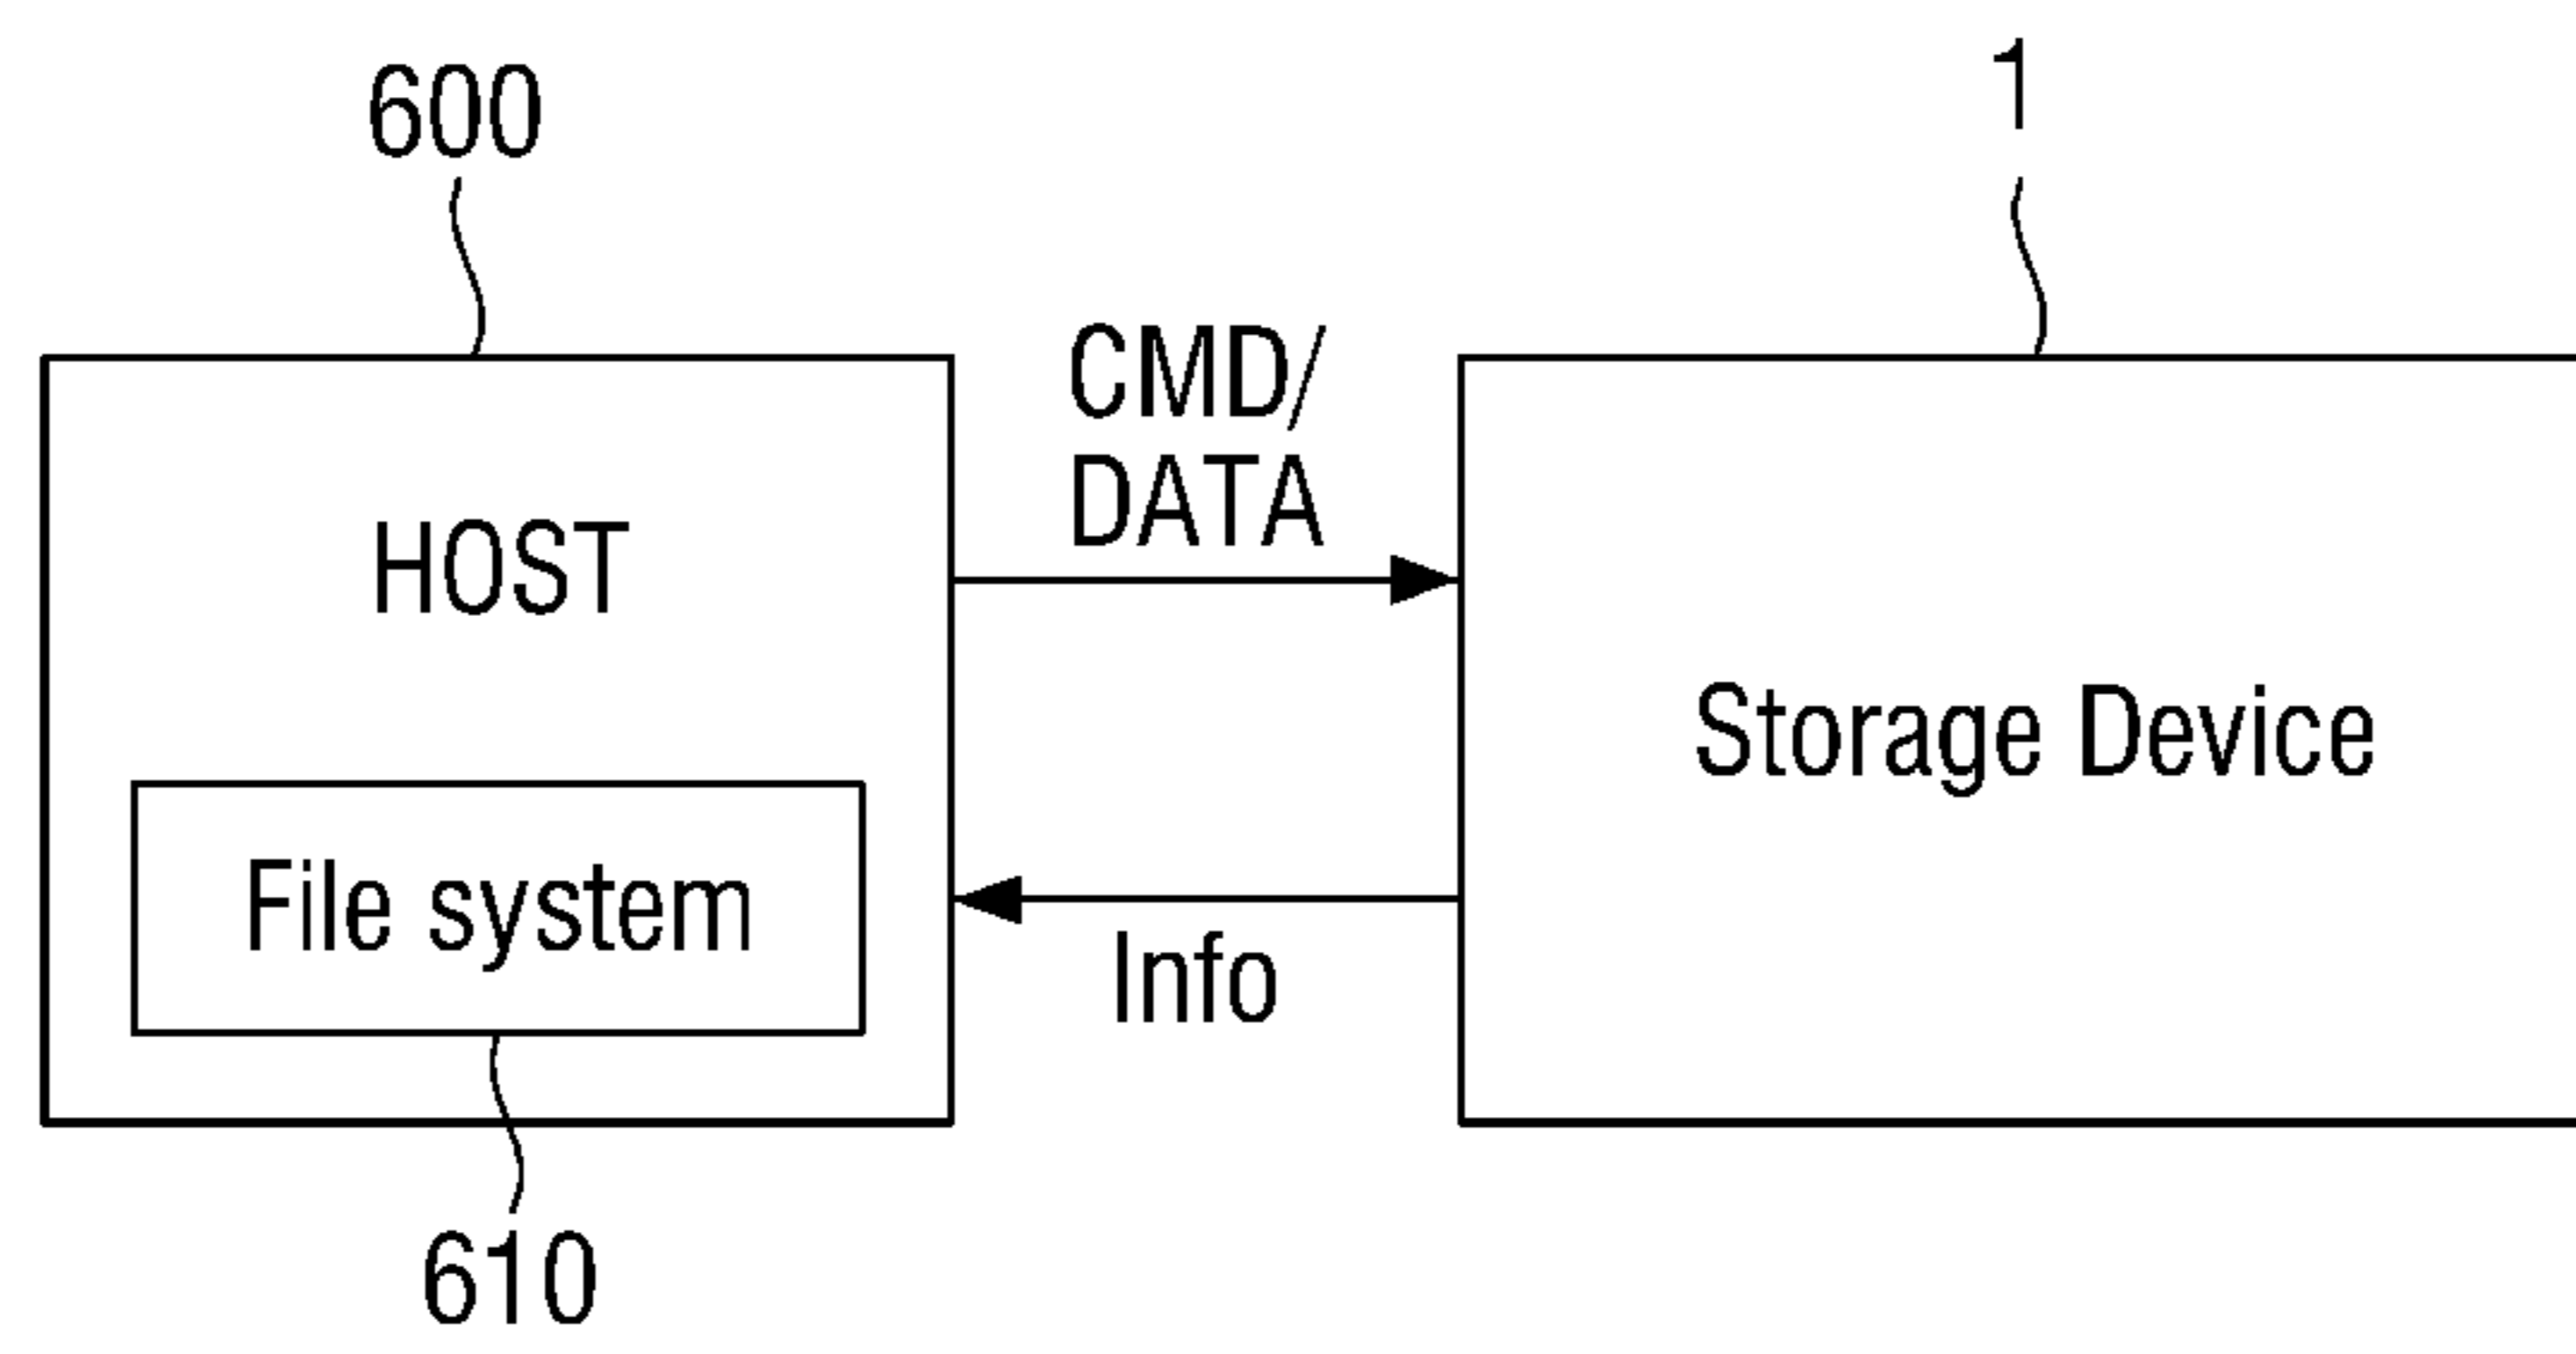 600
1
CMD/
DATA
HOST
Storage Device
File system
Info
610